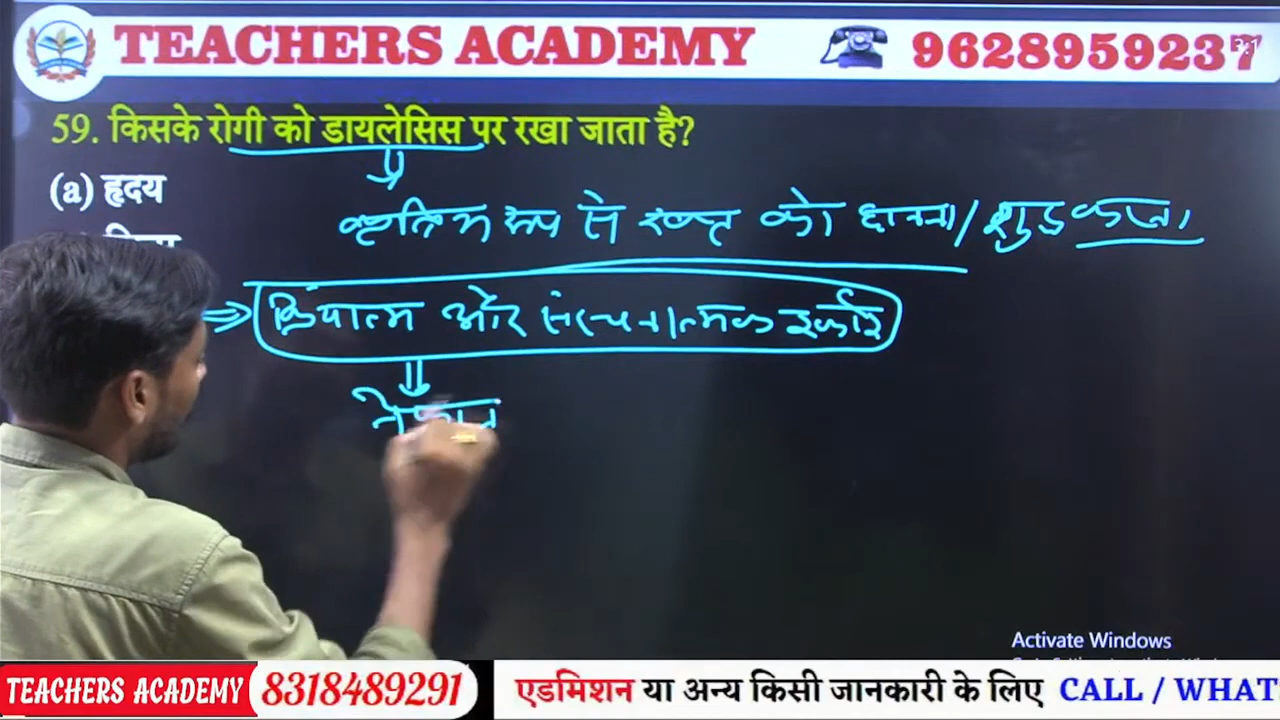 TEACHERS ACADEMY 9628959237
59. किसके रोगी को डायलेसिस पर रखा जाता है?
(a) हृदय
कृत्रिम रूप से रक्त को छानना / शुद्ध करना
⇒ क्रियात्म और संरचनात्मक इकाई
Activate Windows
TEACHERS ACADEMY 8318489291 एडमिशन या अन्य किसी जानकारी के लिए CALL / WHAT